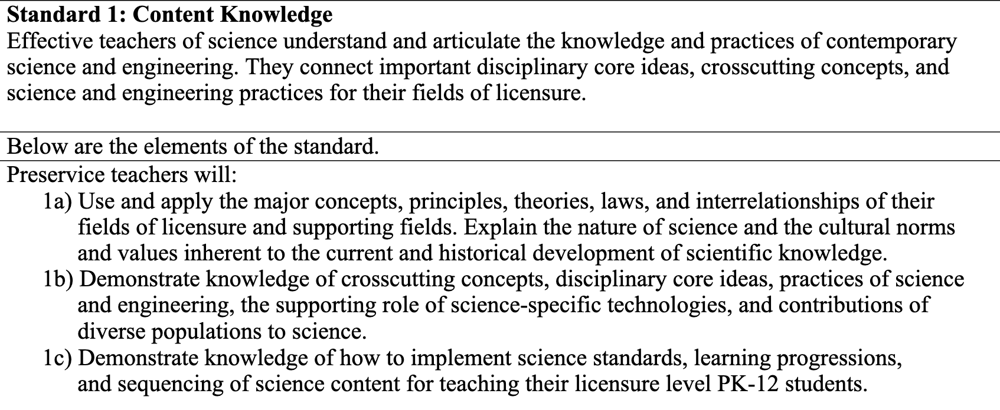 Standard 1: Content Knowledge
Effective teachers of science understand and articulate the knowledge and practices of contemporary
science and engineering. They connect important disciplinary core ideas, crosscutting concepts, and
science and engineering practices for their fields of licensure.
Below are the elements of the standard.
Preservice teachers will:
1a) Use and apply the major concepts, principles, theories, laws, and interrelationships of their
fields of licensure and supporting fields. Explain the nature of science and the cultural norms
and values inherent to the current and historical development of scientific knowledge.
1b) Demonstrate knowledge of crosscutting concepts, disciplinary core ideas, practices of science
and engineering, the supporting role of science-specific technologies, and contributions of
diverse populations to science.
1c) Demonstrate knowledge of how to implement science standards, learning progressions,
and sequencing of science content for teaching their licensure level PK-12 students.